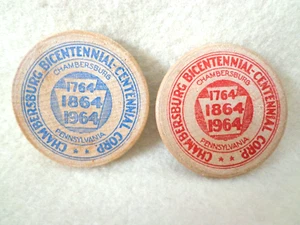 CHAMBERSBURG BICENTENNIAL-CENTENNIAL CORP.
CHAMBERSBURG
1764
1864
1964
PENNSYLVANIA
CHAMBERSBURG BICENTENNIAL-CENTENNIAL CORP.
CHAMBERSBURG
1764
1864
1964
PENNSYLVANIA